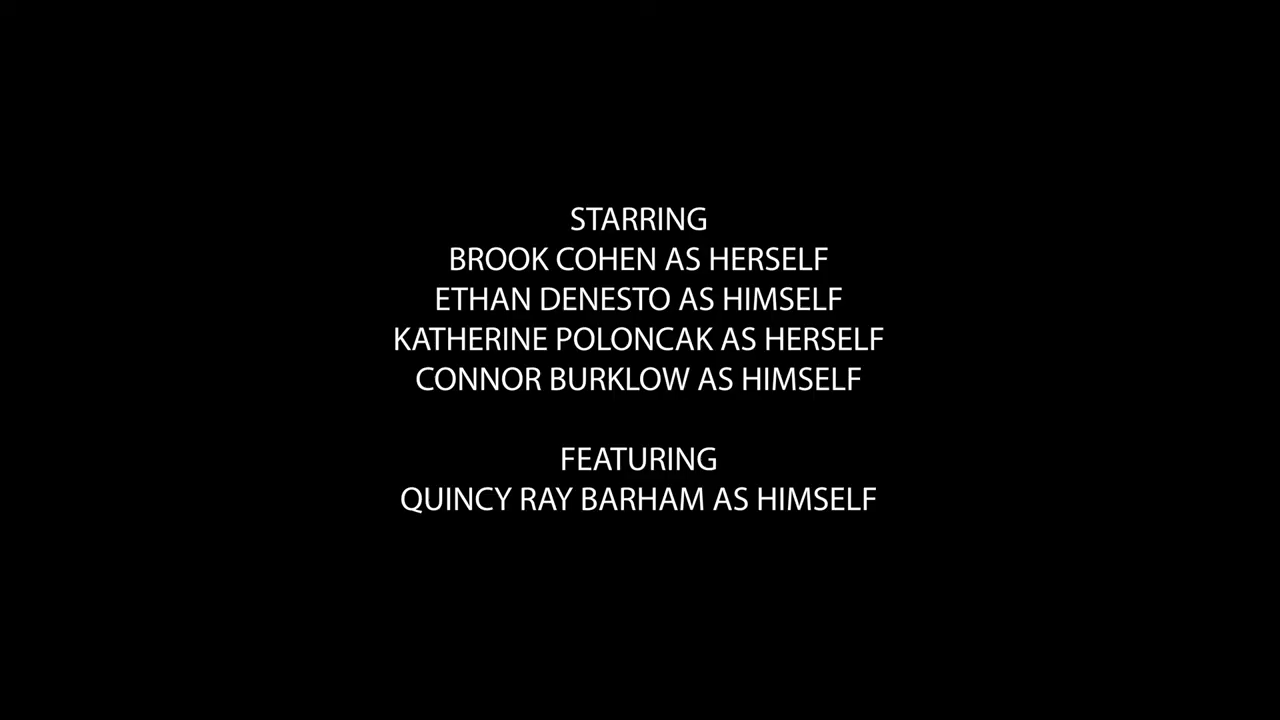 STARRING
BROOK COHEN AS HERSELF
ETHAN DENESTO AS HIMSELF
KATHERINE POLONCAK AS HERSELF
CONNOR BURKLOW AS HIMSELF
FEATURING
QUINCY RAY BARHAM AS HIMSELF